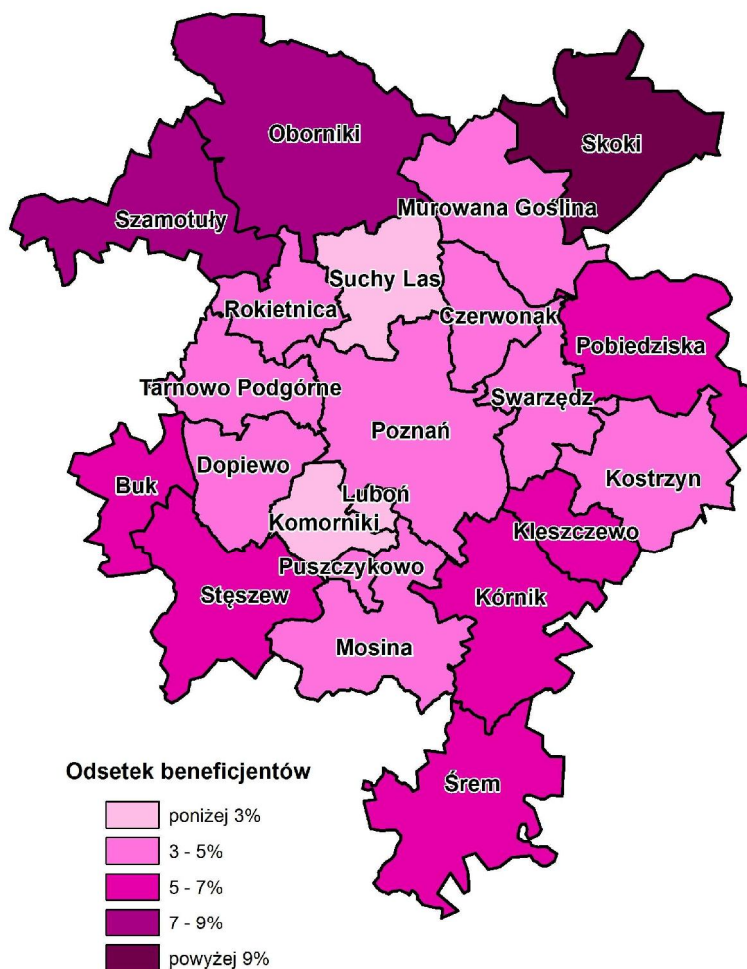 Oborniki
Skoki
Szamotuły
Murowana Goślina
Suchy Las
Rokietnica
Czerwonak
Pobiedziska
Tarnowo Podgórne
Swarzędz
Poznań
Buk
Dopiewo
Kostrzyn
Luboń
Komorniki
Kleszczewo
Puszczykowo
Stęszew
Kórnik
Mosina
Śrem
Odsetek beneficjentów
poniżej 3%
3 - 5%
5 - 7%
7 - 9%
powyżej 9%